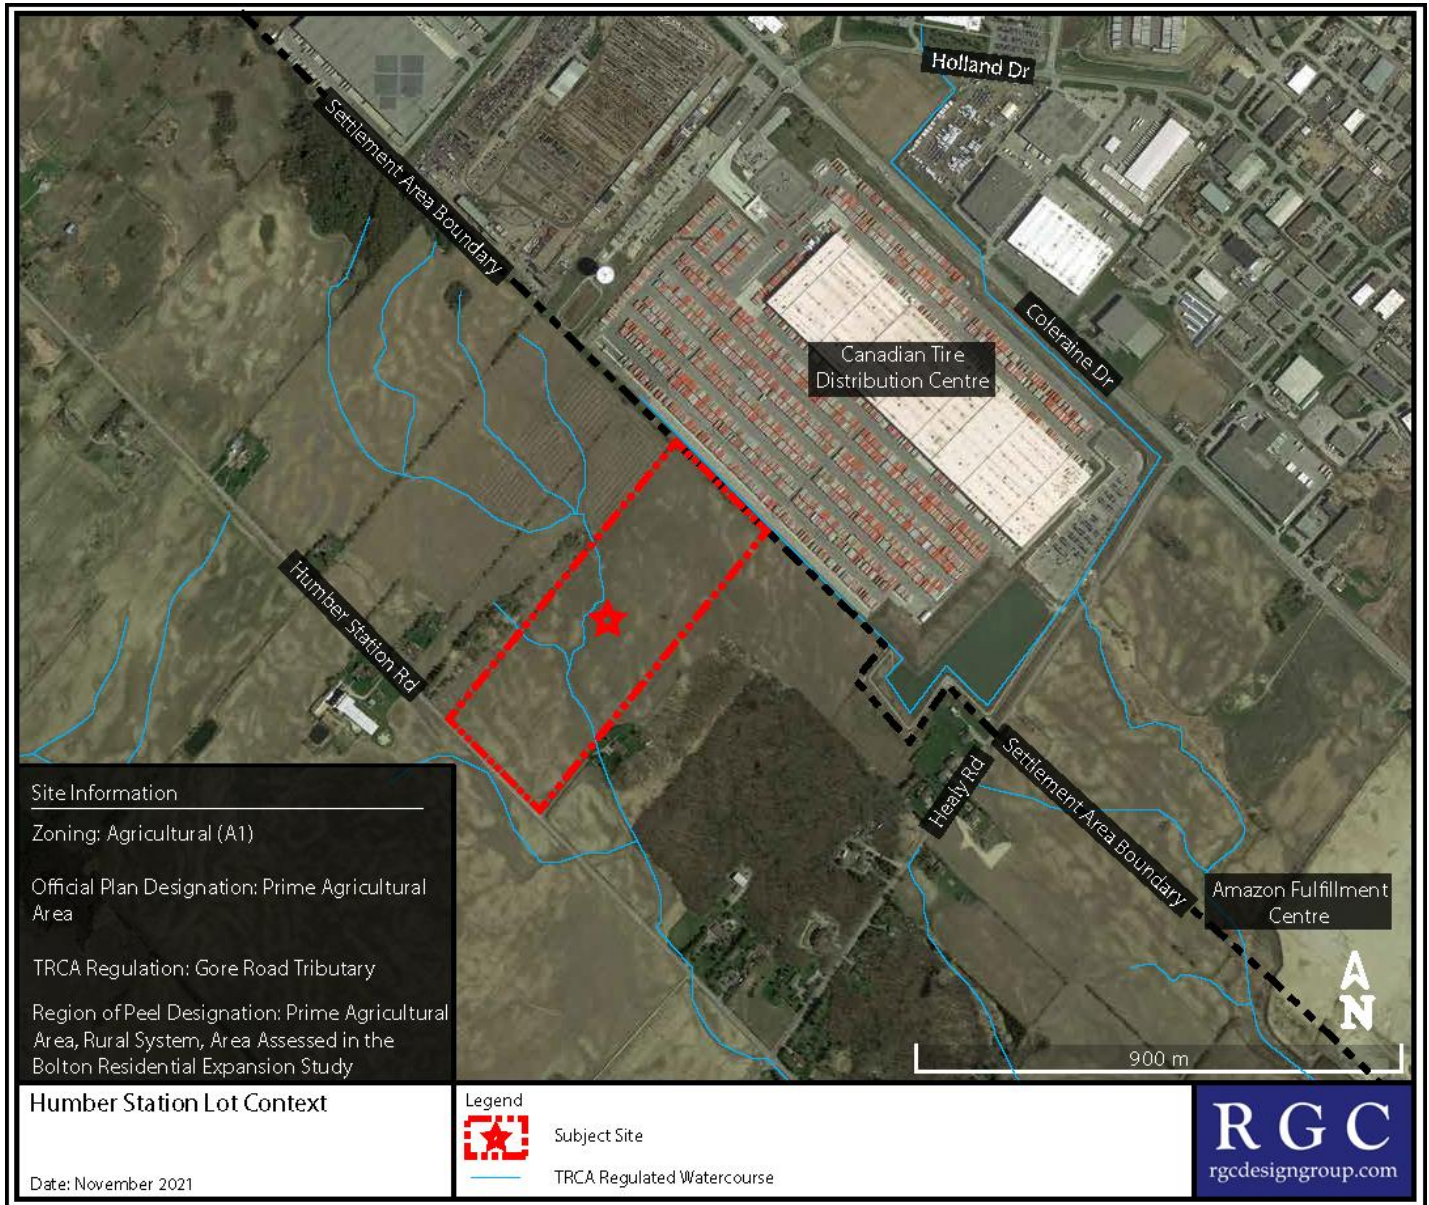 Holland Dr
Settlement Area Boundary
Coleraine Dr
Canadian Tire
Distribution Centre
Humber Station Rd
Healy Rd
Settlement Area Boundary
Amazon Fulfillment
Centre
N
900 m
Site Information
Zoning: Agricultural (A1)
Official Plan Designation: Prime Agricultural
Area
TRCA Regulation: Gore Road Tributary
Region of Peel Designation: Prime Agricultural
Area, Rural System, Area Assessed in the
Bolton Residential Expansion Study
Humber Station Lot Context
Date: November 2021
Legend
Subject Site
TRCA Regulated Watercourse
RGC
rgcdesigngroup.com